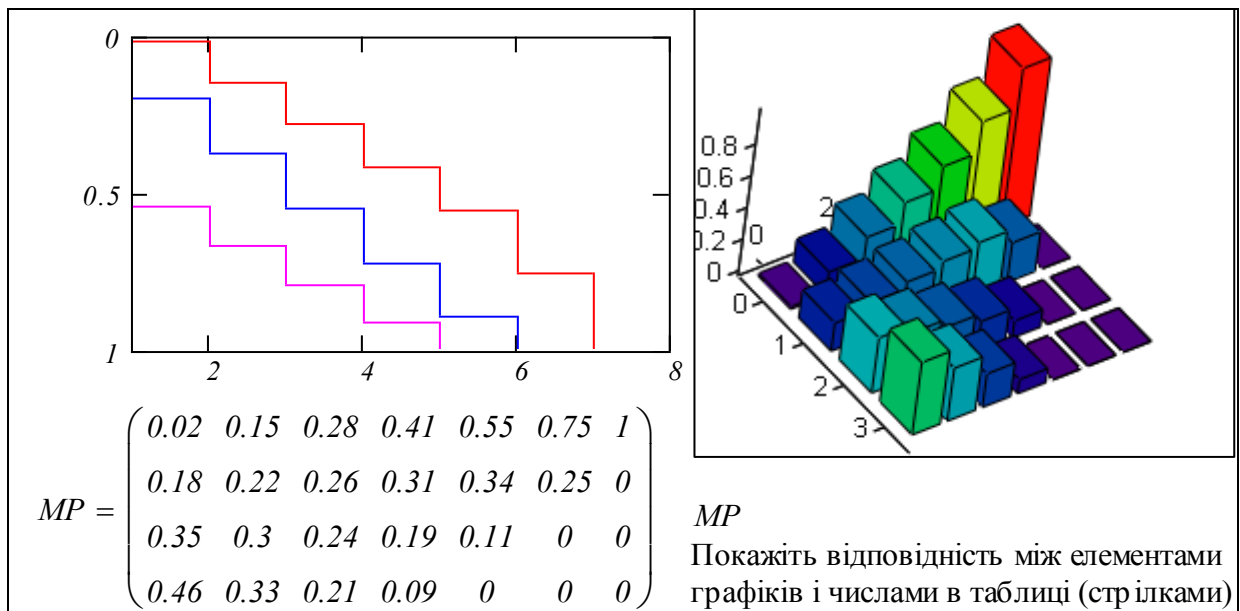 0
0.5
1
2 4 6 8
0.8
0.6
0.4
0.2
0
0 2
0
1
2
3
MP =
0.02 0.15 0.28 0.41 0.55 0.75 1
0.18 0.22 0.26 0.31 0.34 0.25 0
0.35 0.3 0.24 0.19 0.11 0 0
0.46 0.33 0.21 0.09 0 0 0
MP
Покажіть відповідність між елементами
графіків і числами в таблиці (стрілками)